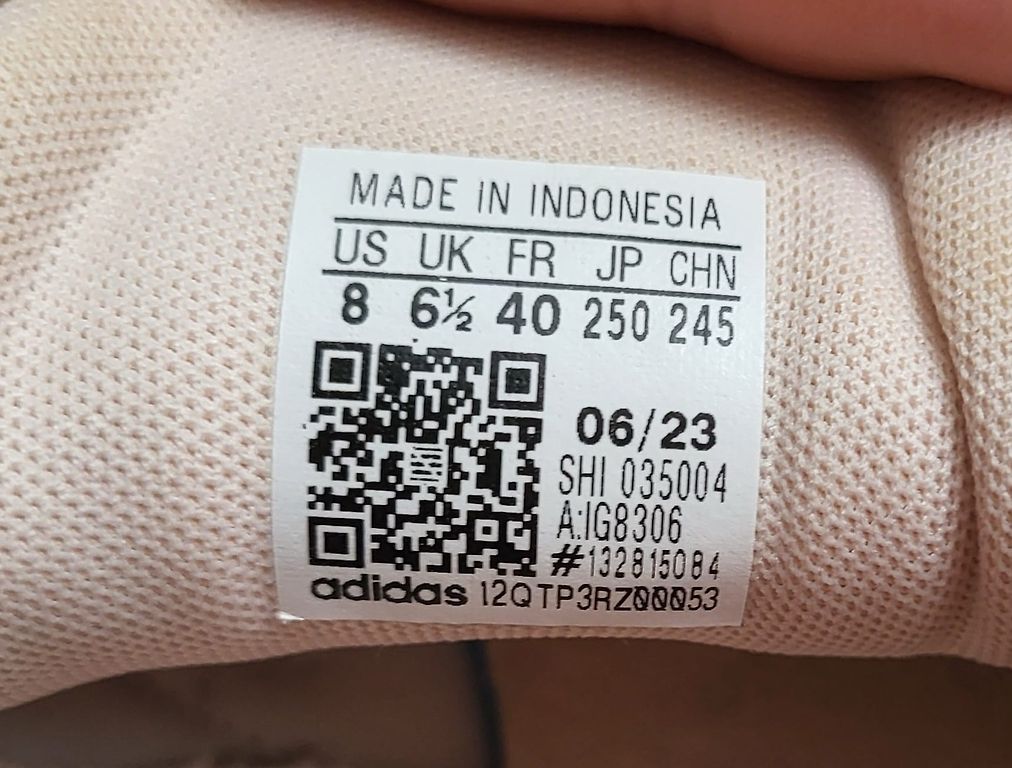 MADE IN INDONESIA
US UK FR JP CHN
8 6½ 40 250 245
06/23
SHI 035004
A:IG8306
#132815084
adidas 12QTP3RZ00053